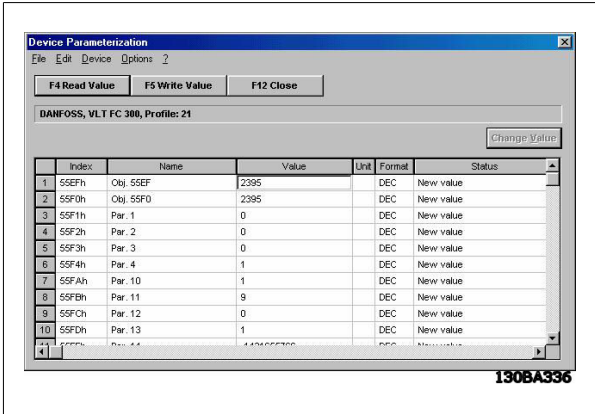 Device Parameterization
File Edit Device Options ?
F4 Read Value F5 Write Value F12 Close
DANFOSS, VLT FC 300, Profile: 21
Change Value
Index Name Value Unit Format Status
1 55EFh Obj. 55EF 2395 DEC New value
2 55F0h Obj. 55F0 2395 DEC New value
3 55F1h Par. 1 0 DEC New value
4 55F2h Par. 2 0 DEC New value
5 55F3h Par. 3 0 DEC New value
6 55F4h Par. 4 1 DEC New value
7 55FAh Par. 10 1 DEC New value
8 55FBh Par. 11 9 DEC New value
9 55FCh Par. 12 0 DEC New value
10 55FDh Par. 13 1 DEC New value
130BA336